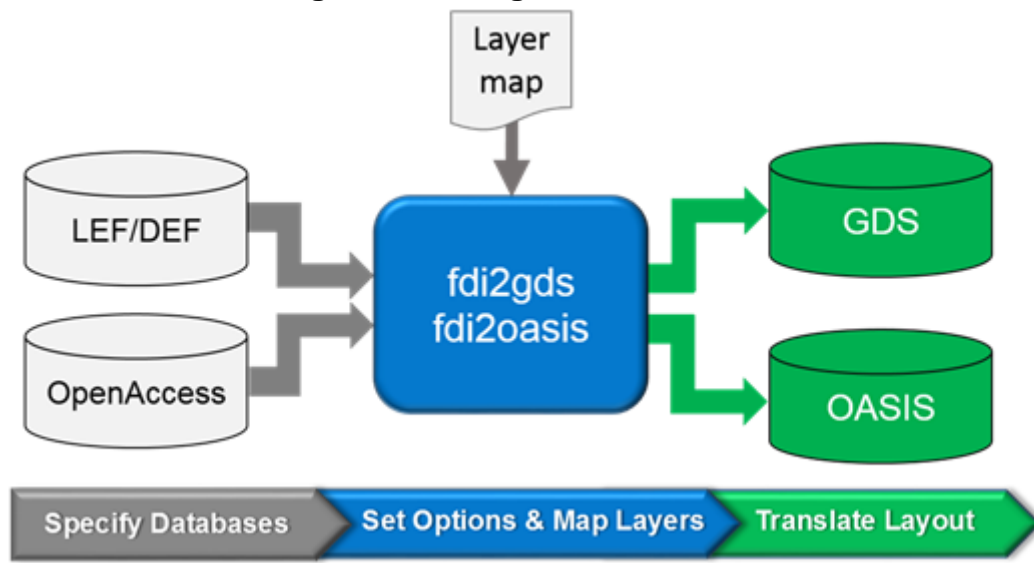 Layer
map
LEF/DEF
GDS
fdi2gds
fdi2oasis
OpenAccess
OASIS
Specify Databases
Set Options & Map Layers
Translate Layout